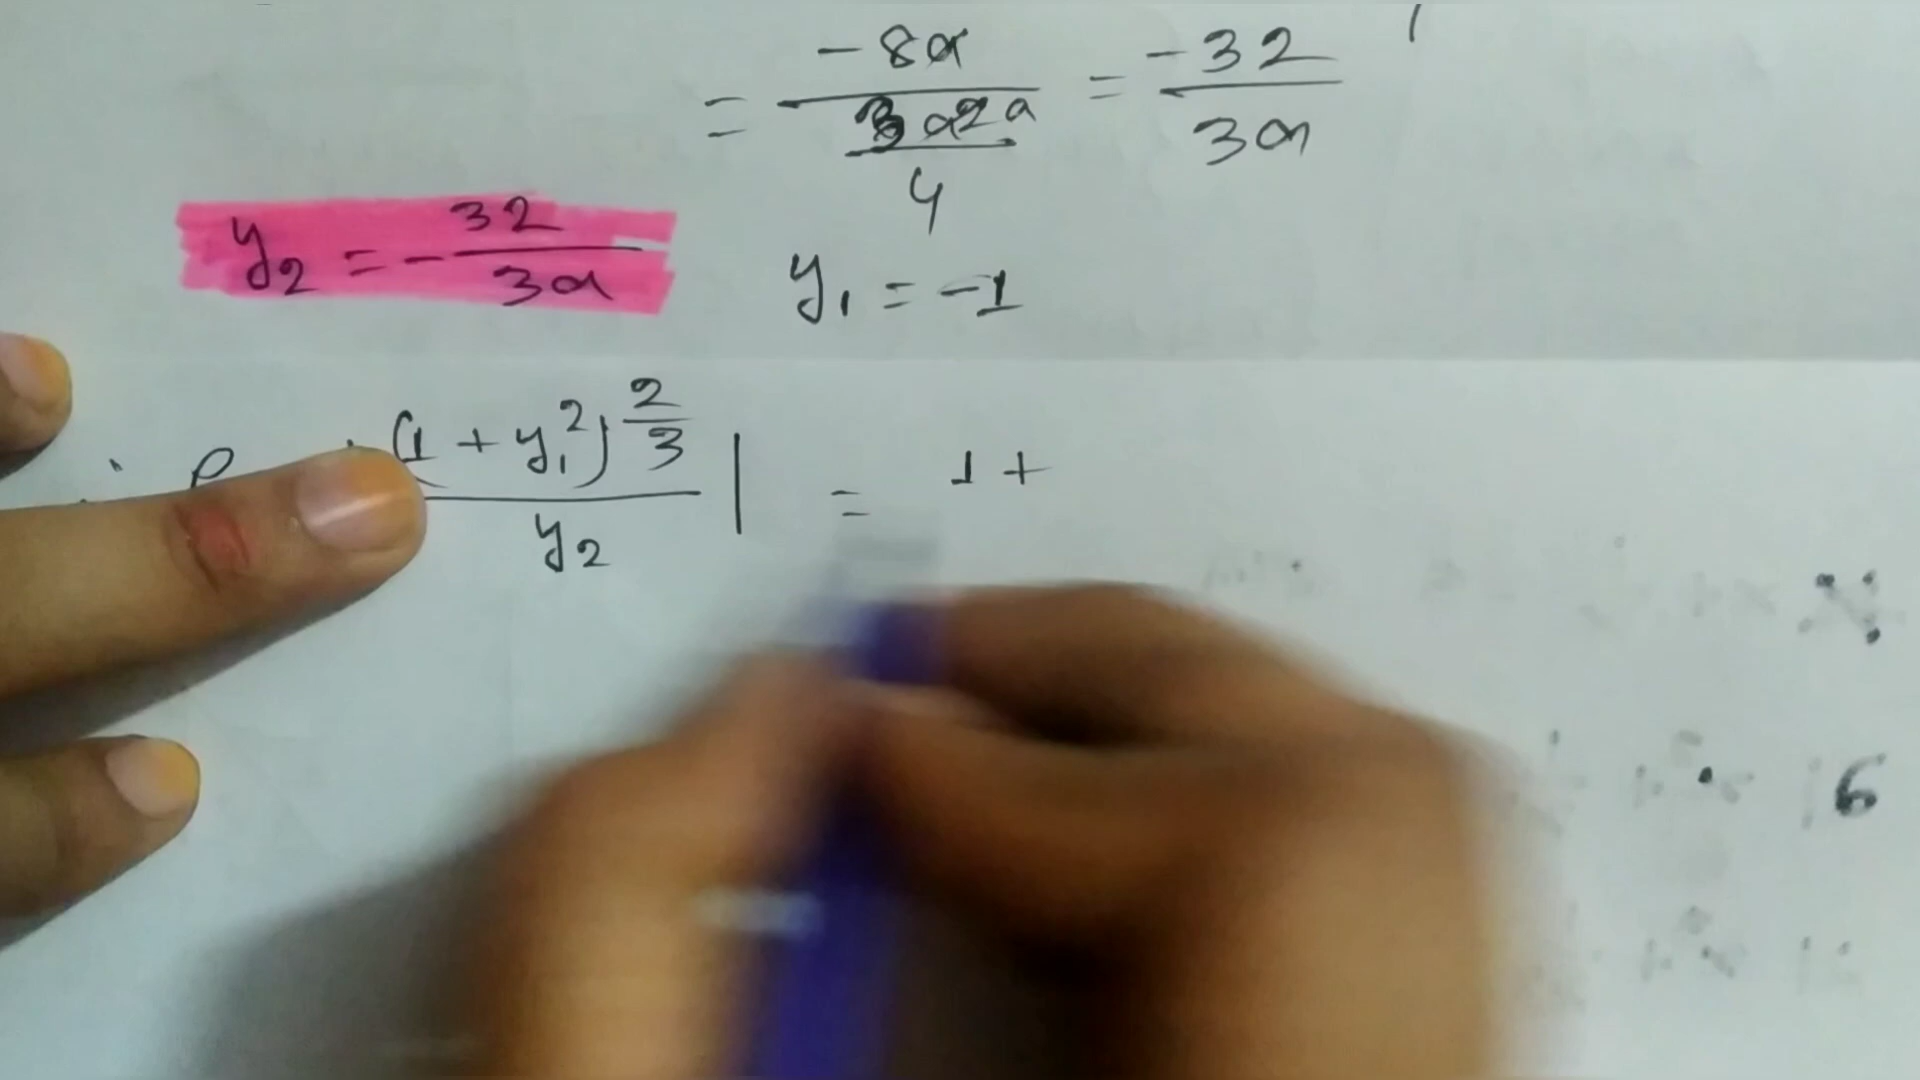 = -8a / (3a2a / 4) = -32 / 3a
y₂ = - 32 / 3a    y₁ = -1
ρ (1 + y₁²)^(2/3) / y₂ | = 1 +
6